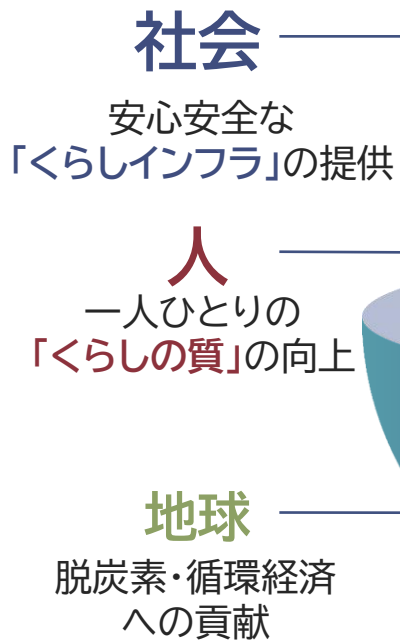 社会
安心安全な
「くらしインフラ」の提供
人
一人ひとりの
「くらしの質」の向上
地球
脱炭素・循環経済
への貢献